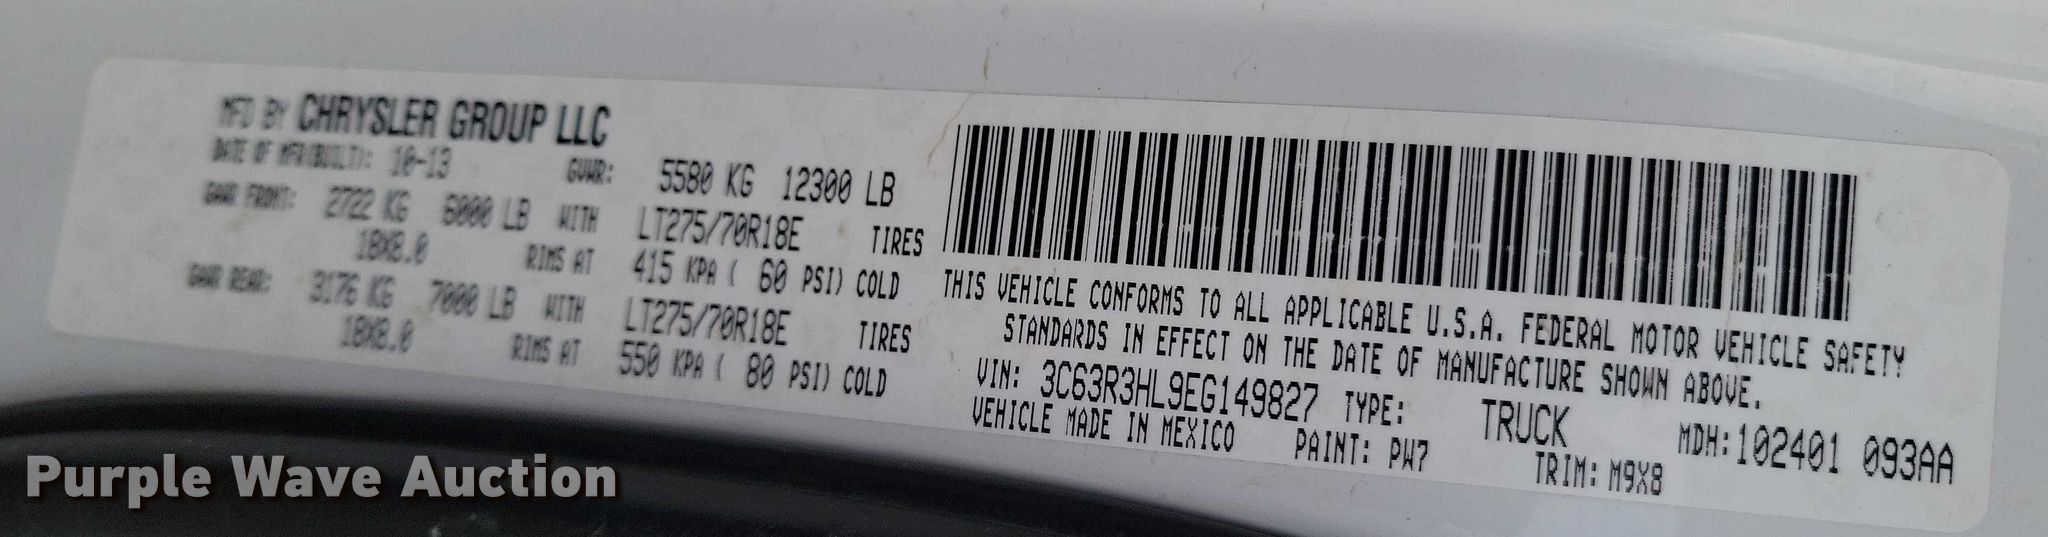 MFD BY CHRYSLER GROUP LLC
DATE OF MFR(BUILT): 10-13 GVWR: 5580 KG 12300 LB
GAWR FRONT: 2722 KG 6000 LB WITH LT275/70R18E TIRES
18X8.0 RIMS AT 415 KPA ( 60 PSI) COLD
GAWR REAR: 3176 KG 7000 LB WITH LT275/70R18E TIRES
18X8.0 RIMS AT 550 KPA ( 80 PSI) COLD
THIS VEHICLE CONFORMS TO ALL APPLICABLE U.S.A. FEDERAL MOTOR VEHICLE SAFETY
STANDARDS IN EFFECT ON THE DATE OF MANUFACTURE SHOWN ABOVE.
VIN: 3C63R3HL9EG149827 TYPE: TRUCK MDH:102401 093AA
VEHICLE MADE IN MEXICO PAINT: PW7 TRIM: M9X8
Purple Wave Auction